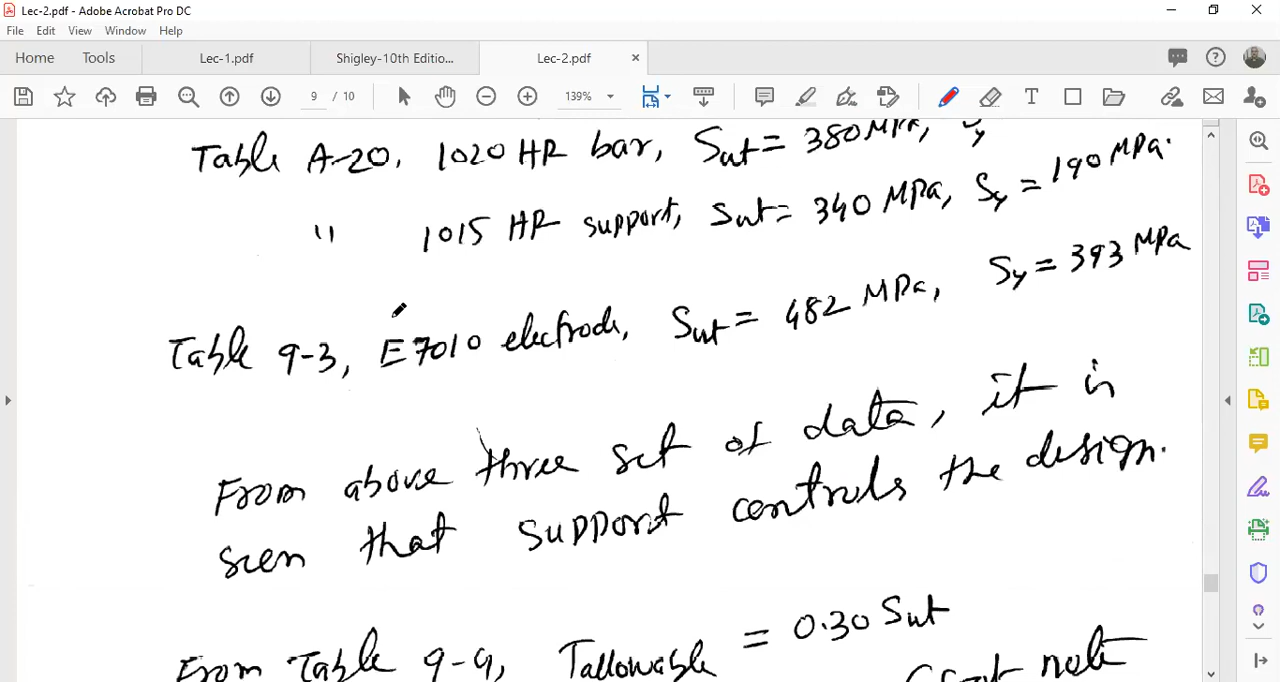 Lec-2.pdf - Adobe Acrobat Pro DC
File Edit View Window Help
Home Tools Lec-1.pdf Shigley-10th Editio... Lec-2.pdf ×
9 / 10 139%
Table A-20, 1020 HR bar, Sut = 380 MPa, Sy
" 1015 HR support, Sut = 340 MPa, Sy = 190 MPa.
Table 9-3, E7010 electrode, Sut = 482 MPa, Sy = 393 MPa
From above three set of data, it is
seen that support controls the design.
From Table 9-4, Tallowable = 0.30 Sut
note